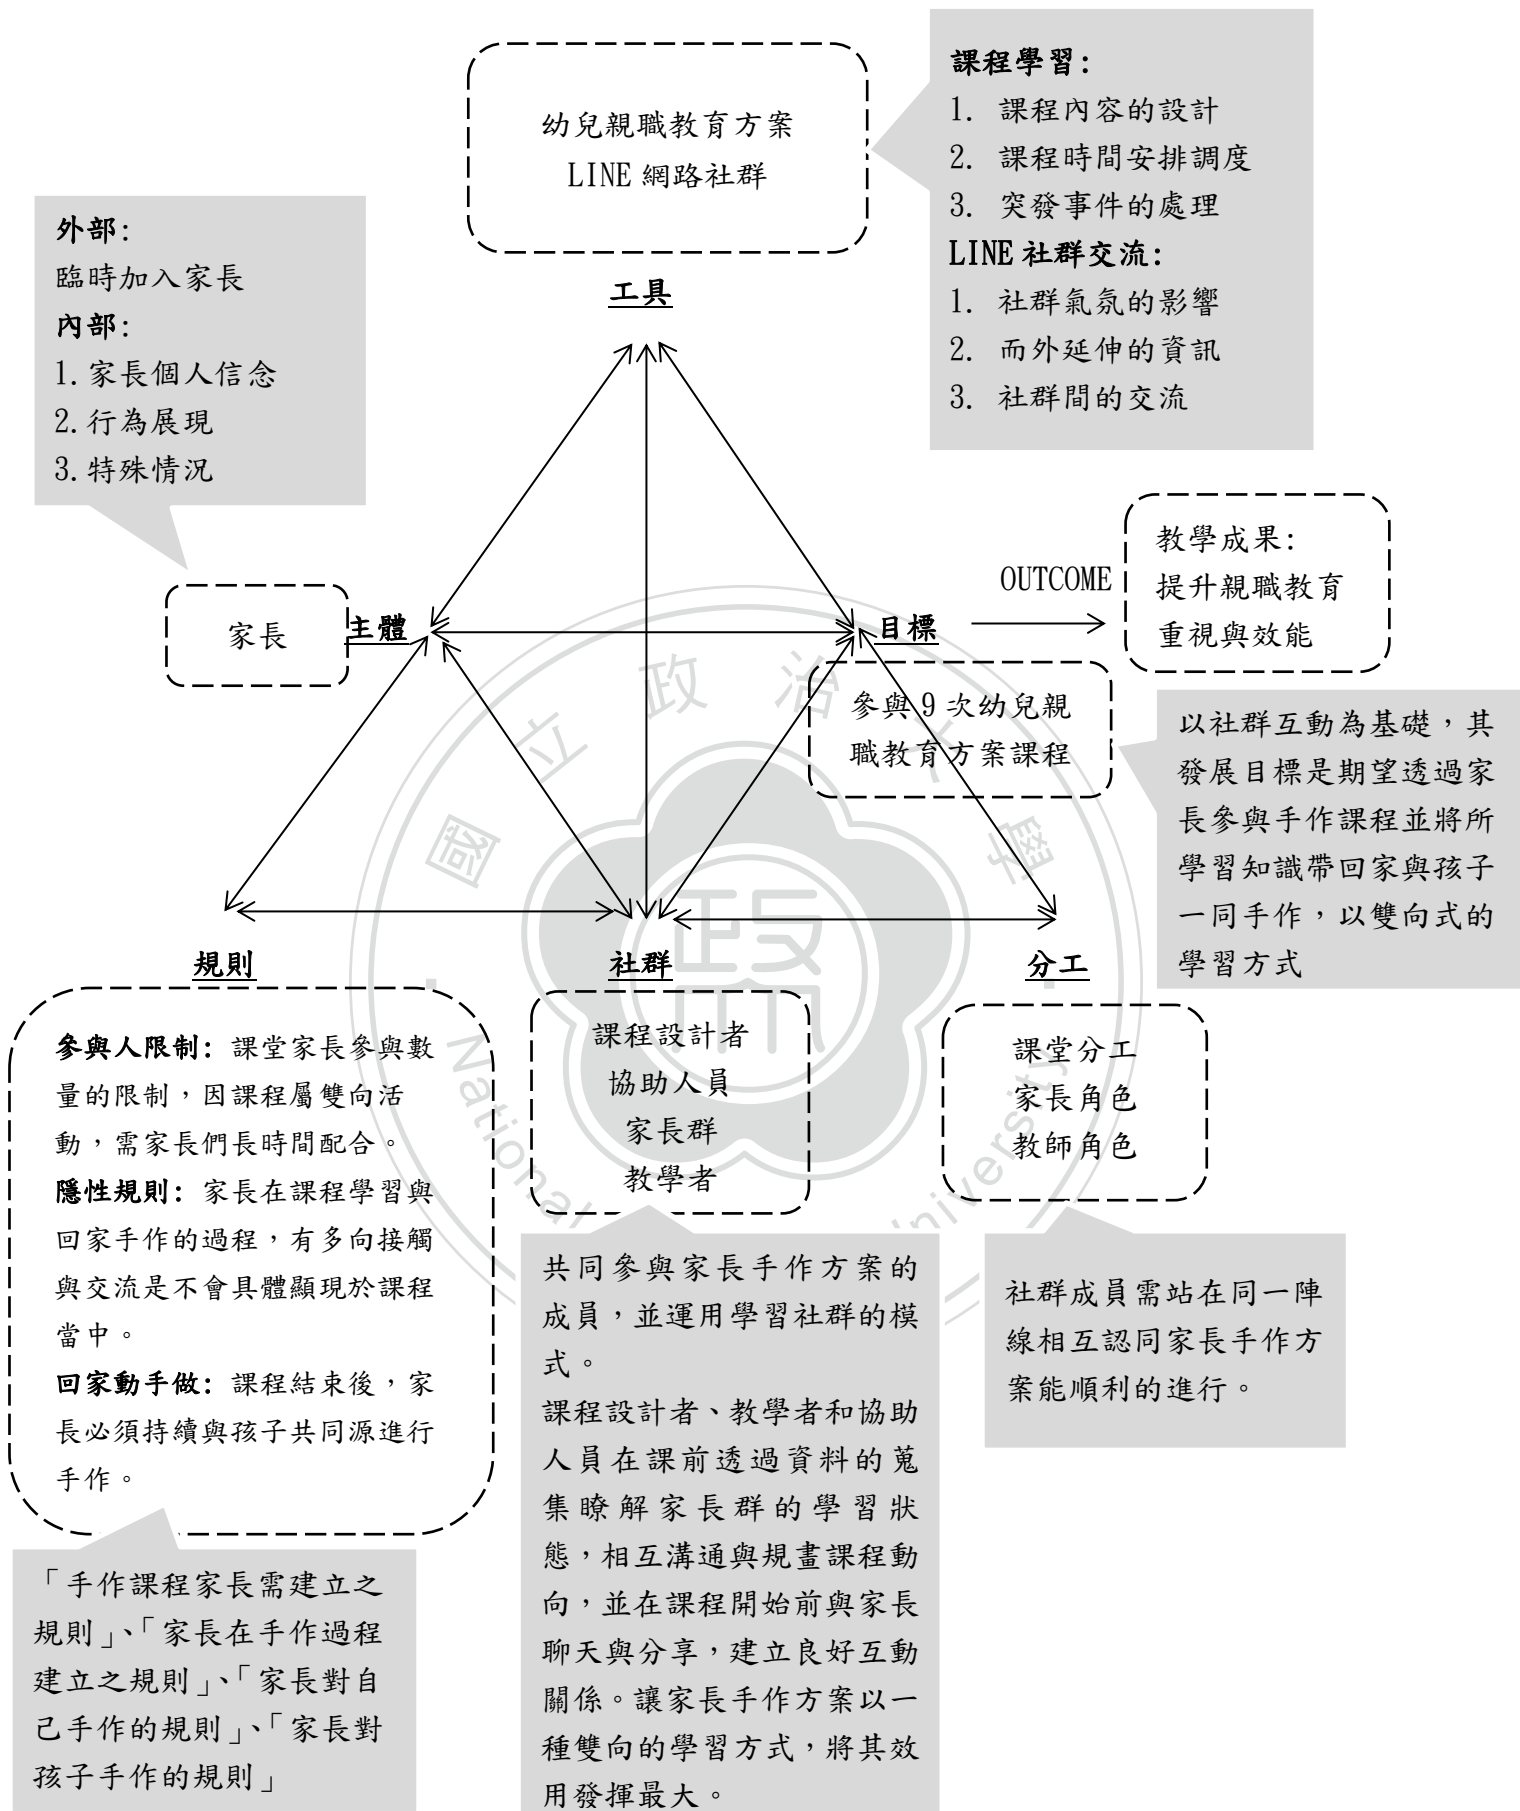 幼兒親職教育方案
LINE 網路社群
工具
課程學習:
1. 課程內容的設計
2. 課程時間安排調度
3. 突發事件的處理
LINE 社群交流:
1. 社群氣氛的影響
2. 而外延伸的資訊
3. 社群間的交流
外部:
臨時加入家長
內部:
1.家長個人信念
2.行為展現
3.特殊情況
家長
主體
目標
OUTCOME
教學成果:
提升親職教育
重視與效能
參與 9 次幼兒親
職教育方案課程
以社群互動為基礎，其
發展目標是期望透過家
長參與手作課程並將所
學習知識帶回家與孩子
一同手作，以雙向式的
學習方式
規則
參與人限制: 課堂家長參與數
量的限制，因課程屬雙向活
動，需家長們長時間配合。
隱性規則: 家長在課程學習與
回家手作的過程，有多向接觸
與交流是不會具體顯現於課程
當中。
回家動手做: 課程結束後，家
長必須持續與孩子共同源進行
手作。
「手作課程家長需建立之
規則」、「家長在手作過程
建立之規則」、「家長對自
己手作的規則」、「家長對
孩子手作的規則」
社群
課程設計者
協助人員
家長群
教學者
共同參與家長手作方案的
成員，並運用學習社群的模
式。
課程設計者、教學者和協助
人員在課前透過資料的蒐
集瞭解家長群的學習狀
態，相互溝通與規畫課程動
向，並在課程開始前與家長
聊天與分享，建立良好互動
關係。讓家長手作方案以一
種雙向的學習方式，將其效
用發揮最大。
分工
課堂分工
家長角色
教師角色
社群成員需站在同一陣
線相互認同家長手作方
案能順利的進行。
國立政治大學
National
University
政